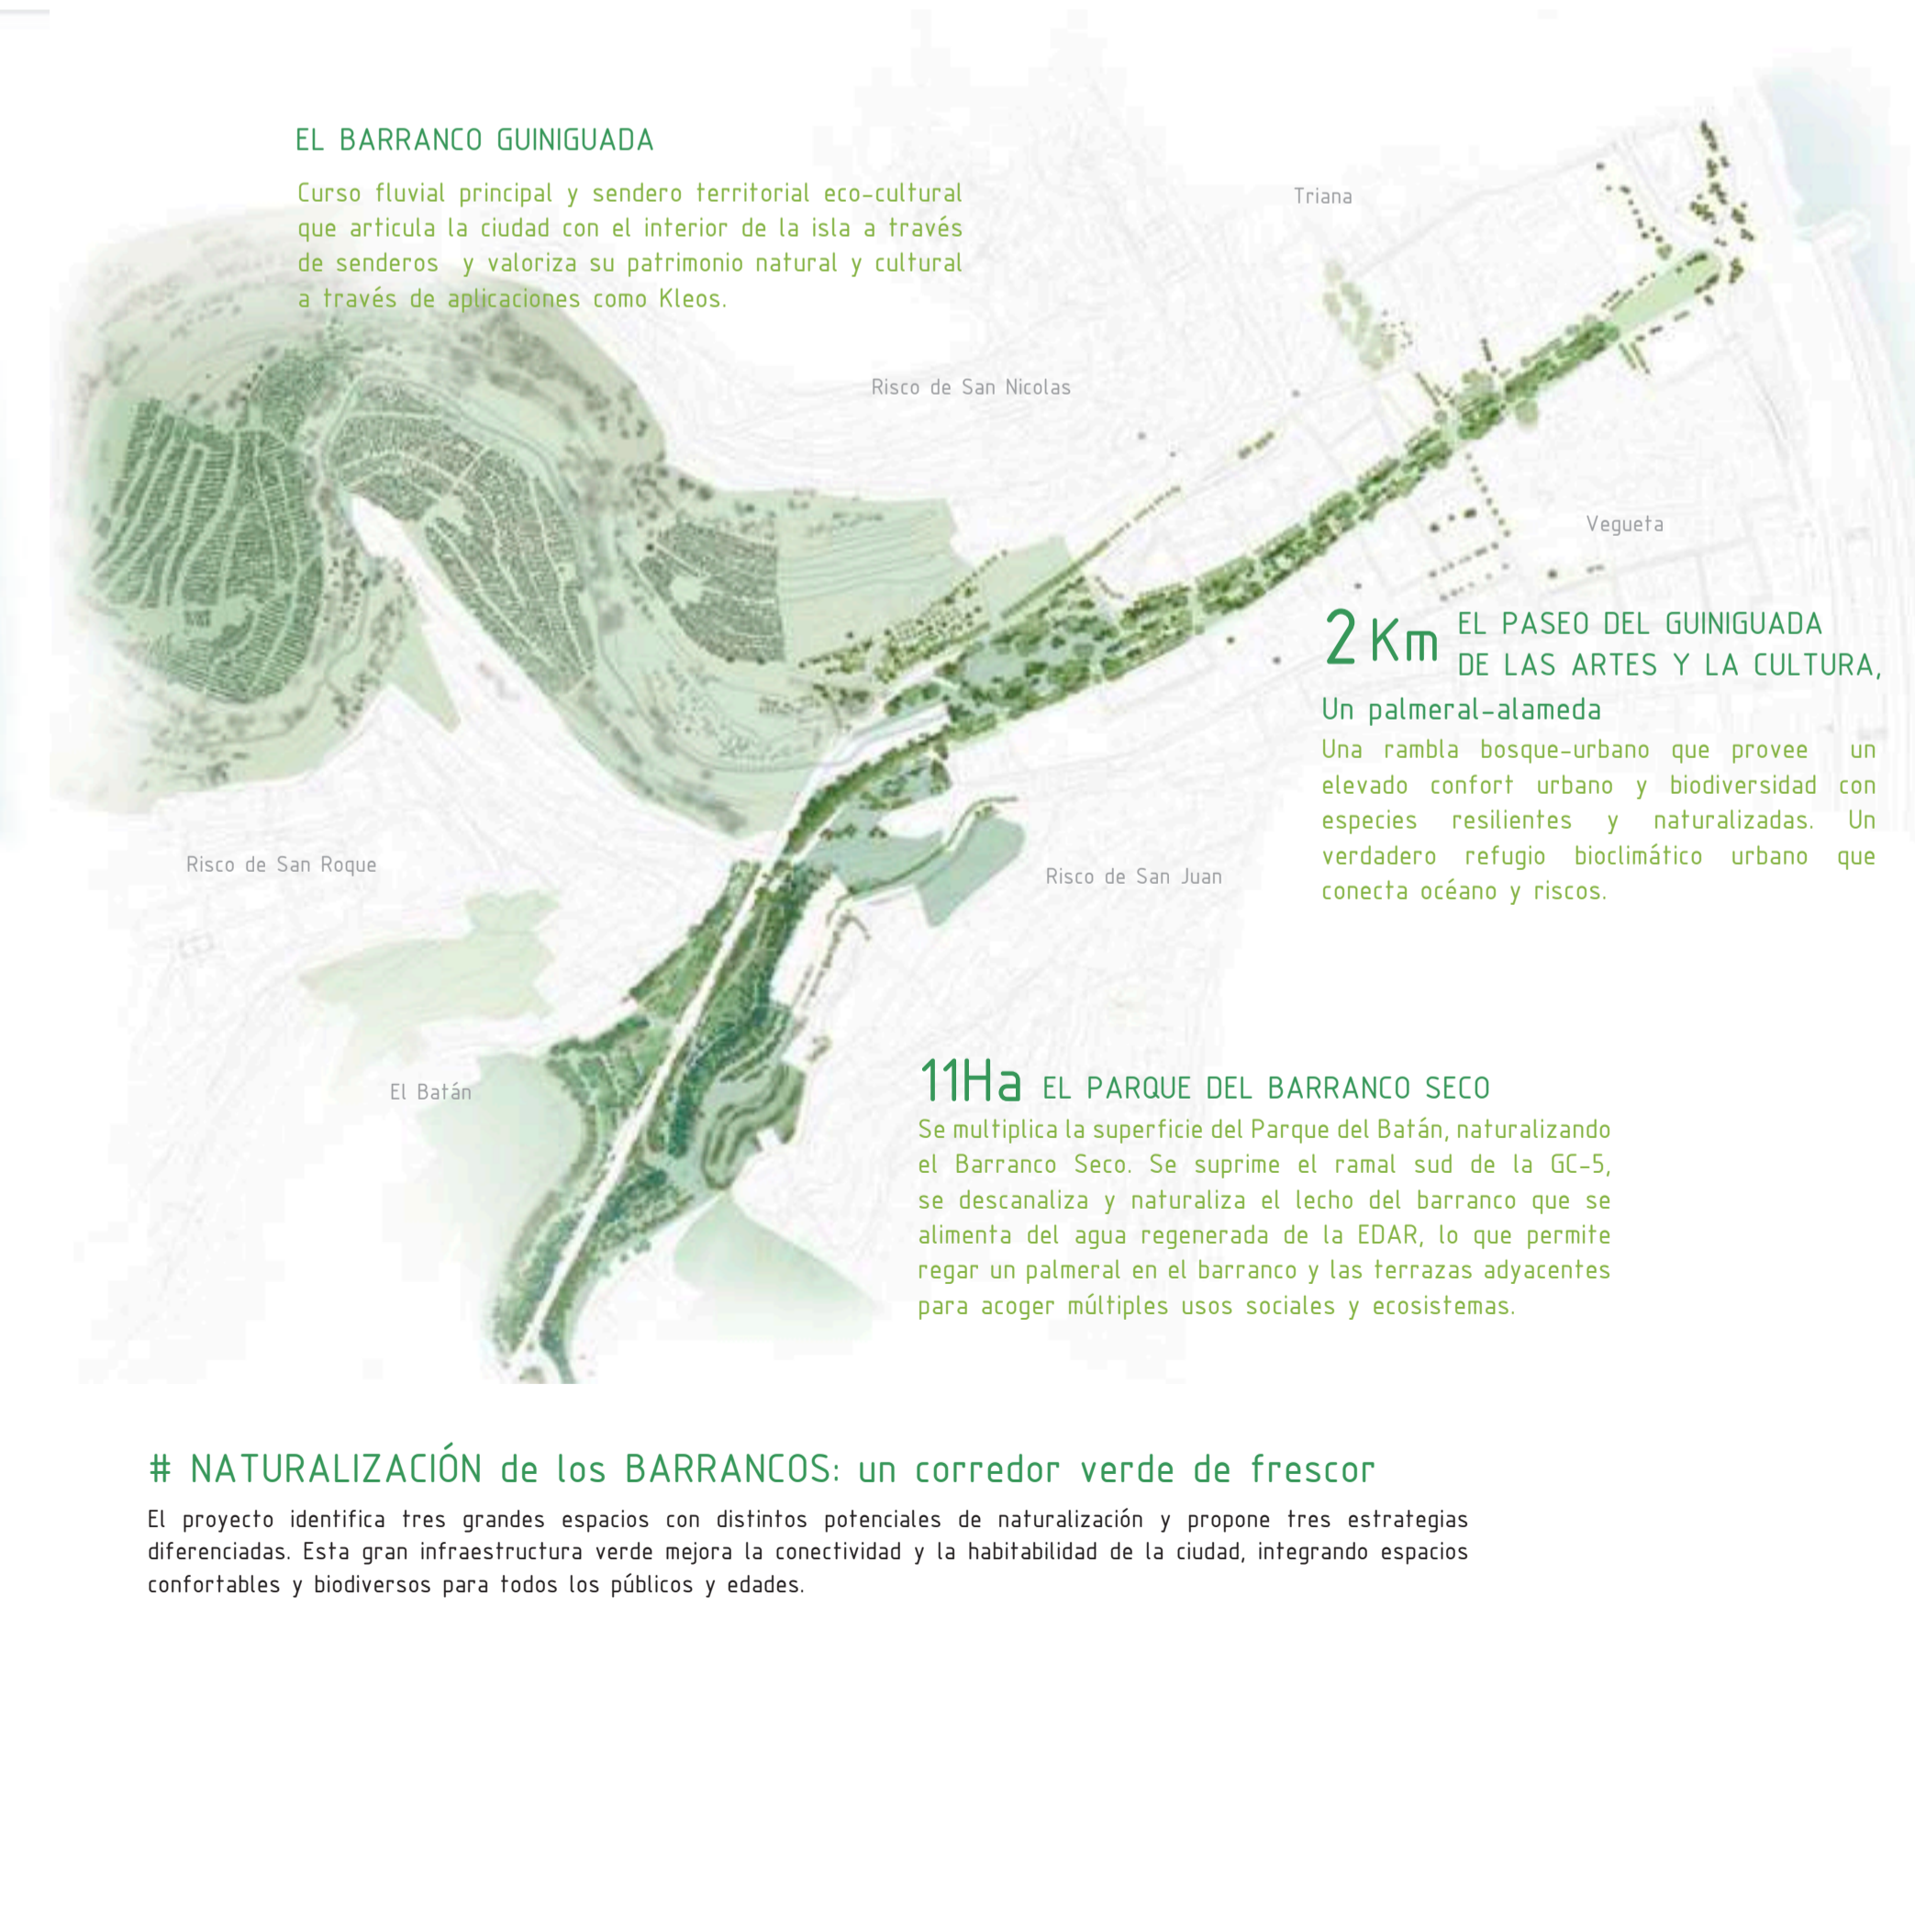 EL BARRANCO GUINIGUADA
Curso fluvial principal y sendero territorial eco-cultural
que articula la ciudad con el interior de la isla a través
de senderos y valoriza su patrimonio natural y cultural
a través de aplicaciones como Kleos.
Triana
Risco de San Nicolas
Vegueta
2 Km EL PASEO DEL GUINIGUADA
DE LAS ARTES Y LA CULTURA,
Un palmeral-alameda
Una rambla bosque-urbano que provee un
elevado confort urbano y biodiversidad con
especies resilientes y naturalizadas. Un
verdadero refugio bioclimático urbano que
conecta océano y riscos.
Risco de San Roque
Risco de San Juan
El Batán
11Ha EL PARQUE DEL BARRANCO SECO
Se multiplica la superficie del Parque del Batán, naturalizando
el Barranco Seco. Se suprime el ramal sud de la GC-5,
se descanaliza y naturaliza el lecho del barranco que se
alimenta del agua regenerada de la EDAR, lo que permite
regar un palmeral en el barranco y las terrazas adyacentes
para acoger múltiples usos sociales y ecosistemas.
# NATURALIZACIÓN de los BARRANCOS: un corredor verde de frescor
El proyecto identifica tres grandes espacios con distintos potenciales de naturalización y propone tres estrategias
diferenciadas. Esta gran infraestructura verde mejora la conectividad y la habitabilidad de la ciudad, integrando espacios
confortables y biodiversos para todos los públicos y edades.